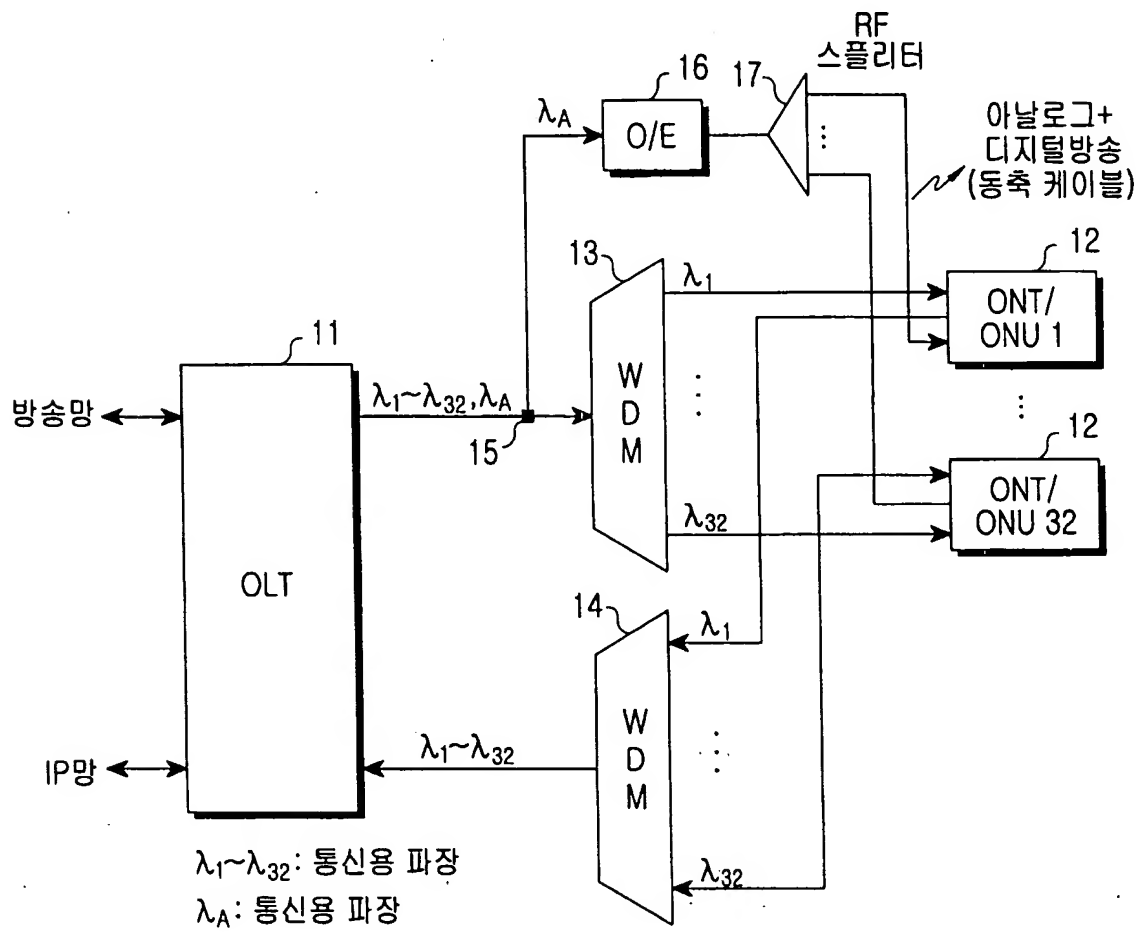 RF
스플리터
16
17
λA
O/E
아날로그+
디지털방송
(동축 케이블)
13
λ1
12
ONT/
ONU 1
11
WDM
방송망
λ1~λ32,λA
15
12
ONT/
ONU 32
λ32
OLT
14
λ1
WDM
IP망
λ1~λ32
λ32
λ1~λ32: 통신용 파장
λA: 통신용 파장